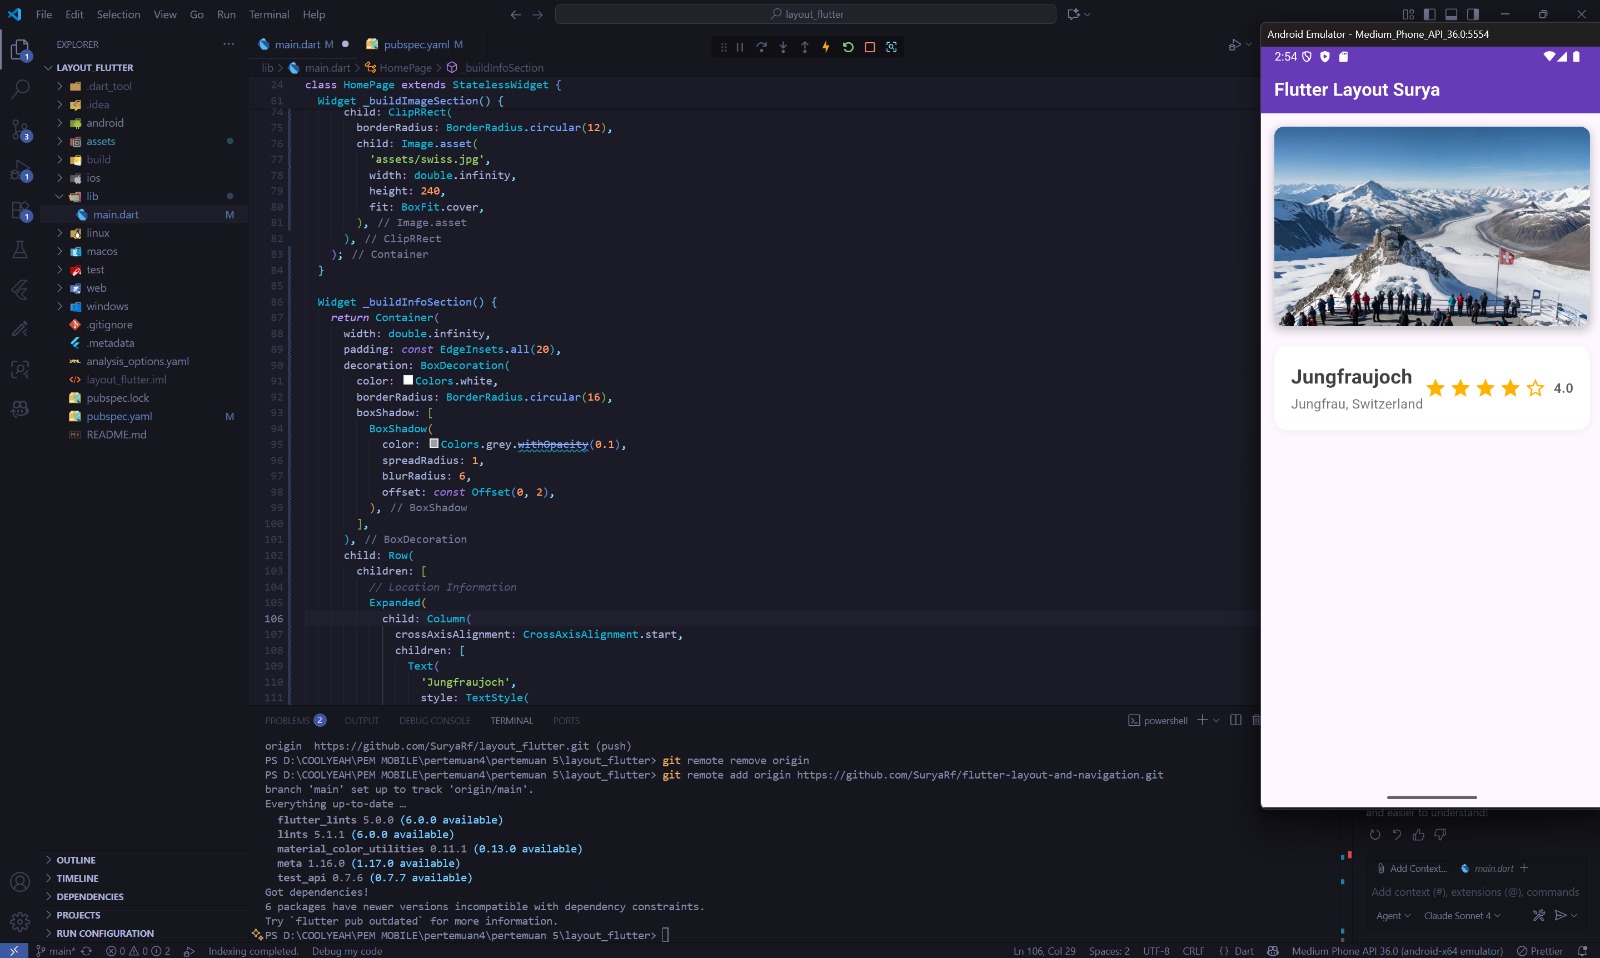 File Edit Selection View Go Run Terminal Help
layout_flutter
EXPLORER
LAYOUT_FLUTTER
.dart_tool
.idea
android
assets
build
ios
lib
main.dart M
linux
macos
test
web
windows
.gitignore
.metadata
analysis_options.yaml
layout_flutter.iml
pubspec.lock
pubspec.yaml M
README.md
OUTLINE
TIMELINE
DEPENDENCIES
PROJECTS
RUN CONFIGURATION
main.dart M
pubspec.yaml M
lib > main.dart > HomePage > _buildInfoSection
24 class HomePage extends StatelessWidget {
61 Widget _buildImageSection() {
74 child: ClipRRect(
75 borderRadius: BorderRadius.circular(12),
76 child: Image.asset(
77 'assets/swiss.jpg',
78 width: double.infinity,
79 height: 240,
80 fit: BoxFit.cover,
81 ), // Image.asset
82 ), // ClipRRect
83 ); // Container
84 }
85
86 Widget _buildInfoSection() {
87 return Container(
88 width: double.infinity,
89 padding: const EdgeInsets.all(20),
90 decoration: BoxDecoration(
91 color: Colors.white,
92 borderRadius: BorderRadius.circular(16),
93 boxShadow: [
94 BoxShadow(
95 color: Colors.grey.withOpacity(0.1),
96 spreadRadius: 1,
97 blurRadius: 6,
98 offset: const Offset(0, 2),
99 ), // BoxShadow
100 ],
101 ), // BoxDecoration
102 child: Row(
103 children: [
104 // Location Information
105 Expanded(
106 child: Column(
107 crossAxisAlignment: CrossAxisAlignment.start,
108 children: [
109 Text(
110 'Jungfraujoch',
111 style: TextStyle(
PROBLEMS 2 OUTPUT DEBUG CONSOLE TERMINAL PORTS
powershell
origin https://github.com/SuryaRf/layout_flutter.git (push)
PS D:\COOLYEAH\PEM MOBILE\pertemuan4\pertemuan 5\layout_flutter> git remote remove origin
PS D:\COOLYEAH\PEM MOBILE\pertemuan4\pertemuan 5\layout_flutter> git remote add origin https://github.com/SuryaRf/flutter-layout-and-navigation.git
branch 'main' set up to track 'origin/main'.
Everything up-to-date …
flutter_lints 5.0.0 (6.0.0 available)
lints 5.1.1 (6.0.0 available)
material_color_utilities 0.11.1 (0.13.0 available)
meta 1.16.0 (1.17.0 available)
test_api 0.7.6 (0.7.7 available)
Got dependencies!
6 packages have newer versions incompatible with dependency constraints.
Try `flutter pub outdated` for more information.
PS D:\COOLYEAH\PEM MOBILE\pertemuan4\pertemuan 5\layout_flutter>
Android Emulator - Medium_Phone_API_36.0:5554
2:54
Flutter Layout Surya
Jungfraujoch
Jungfrau, Switzerland
4.0
and easier to understand!
Add Context... main.dart
Add context (#), extensions (@), commands
Agent Claude Sonnet 4
main* 0 0 2 Indexing completed. Debug my code
Ln 106, Col 29 Spaces: 2 UTF-8 CRLF {} Dart Medium Phone API 36.0 (android-x64 emulator) Prettier
1
3
1
1